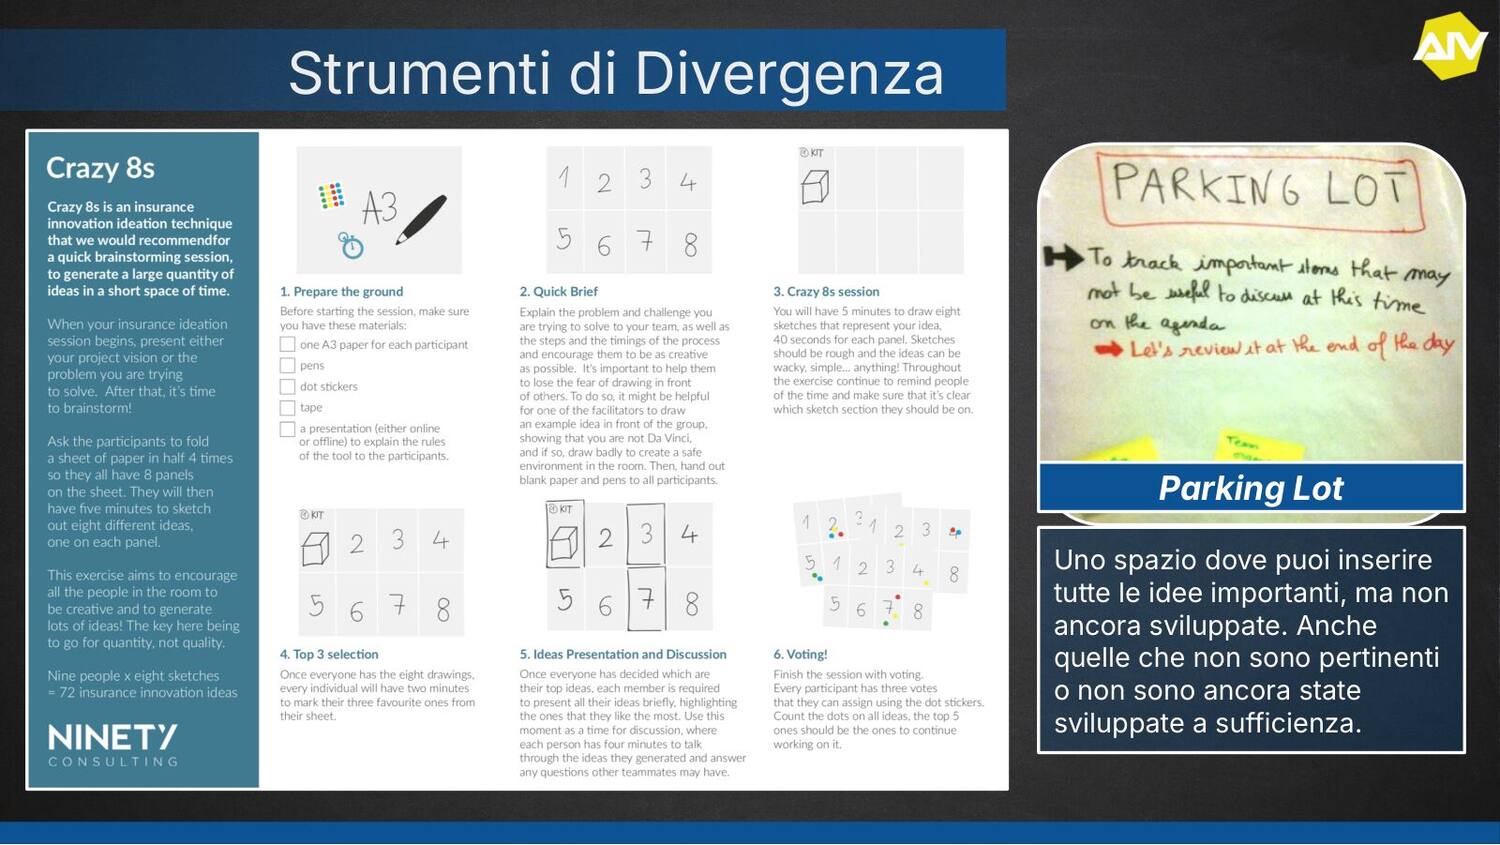 Strumenti di Divergenza
AIV
Crazy 8s
Crazy 8s is an insurance
innovation ideation technique
that we would recommendfor
a quick brainstorming session,
to generate a large quantity of
ideas in a short space of time.
When your insurance ideation
session begins, present either
your project vision or the
problem you are trying
to solve. After that, it's time
to brainstorm!
Ask the participants to fold
a sheet of paper in half 4 times
so they all have 8 panels
on the sheet. They will then
have five minutes to sketch
out eight different ideas,
one on each panel.
This exercise aims to encourage
all the people in the room to
be creative and to generate
lots of ideas! The key here being
to go for quantity, not quality.
Nine people x eight sketches
= 72 insurance innovation ideas
NINETY
CONSULTING
A3
1. Prepare the ground
Before starting the session, make sure
you have these materials:
one A3 paper for each participant
pens
dot stickers
tape
a presentation (either online
or offline) to explain the rules
of the tool to the participants.
1 2 3 4
5 6 7 8
2. Quick Brief
Explain the problem and challenge you
are trying to solve to your team, as well as
the steps and the timings of the process
and encourage them to be as creative
as possible. It's important to help them
to lose the fear of drawing in front
of others. To do so, it might be helpful
for one of the facilitators to draw
an example idea in front of the group,
showing that you are not Da Vinci,
and if so, draw badly to create a safe
environment in the room. Then, hand out
blank paper and pens to all participants.
KIT
3. Crazy 8s session
You will have 5 minutes to draw eight
sketches that represent your idea,
40 seconds for each panel. Sketches
should be rough and the ideas can be
wacky, simple... anything! Throughout
the exercise continue to remind people
of the time and make sure that it's clear
which sketch section they should be on.
KIT
2 3 4
5 6 7 8
4. Top 3 selection
Once everyone has the eight drawings,
every individual will have two minutes
to mark their three favourite ones from
their sheet.
KIT
2 3 4
5 6 7 8
5. Ideas Presentation and Discussion
Once everyone has decided which are
their top ideas, each member is required
to present all their ideas briefly, highlighting
the ones that they like the most. Use this
moment as a time for discussion, where
each person has four minutes to talk
through the ideas they generated and answer
any questions other teammates may have.
1 2 3 1 2 3 4
5 1 2 3 4 8
5 6 7 8
6. Voting!
Finish the session with voting.
Every participant has three votes
that they can assign using the dot stickers.
Count the dots on all ideas, the top 5
ones should be the ones to continue
working on it.
PARKING LOT
To track important items that may
not be useful to discuss at this time
on the agenda
Let's review it at the end of the day
Team
Parking Lot
Uno spazio dove puoi inserire
tutte le idee importanti, ma non
ancora sviluppate. Anche
quelle che non sono pertinenti
o non sono ancora state
sviluppate a sufficienza.